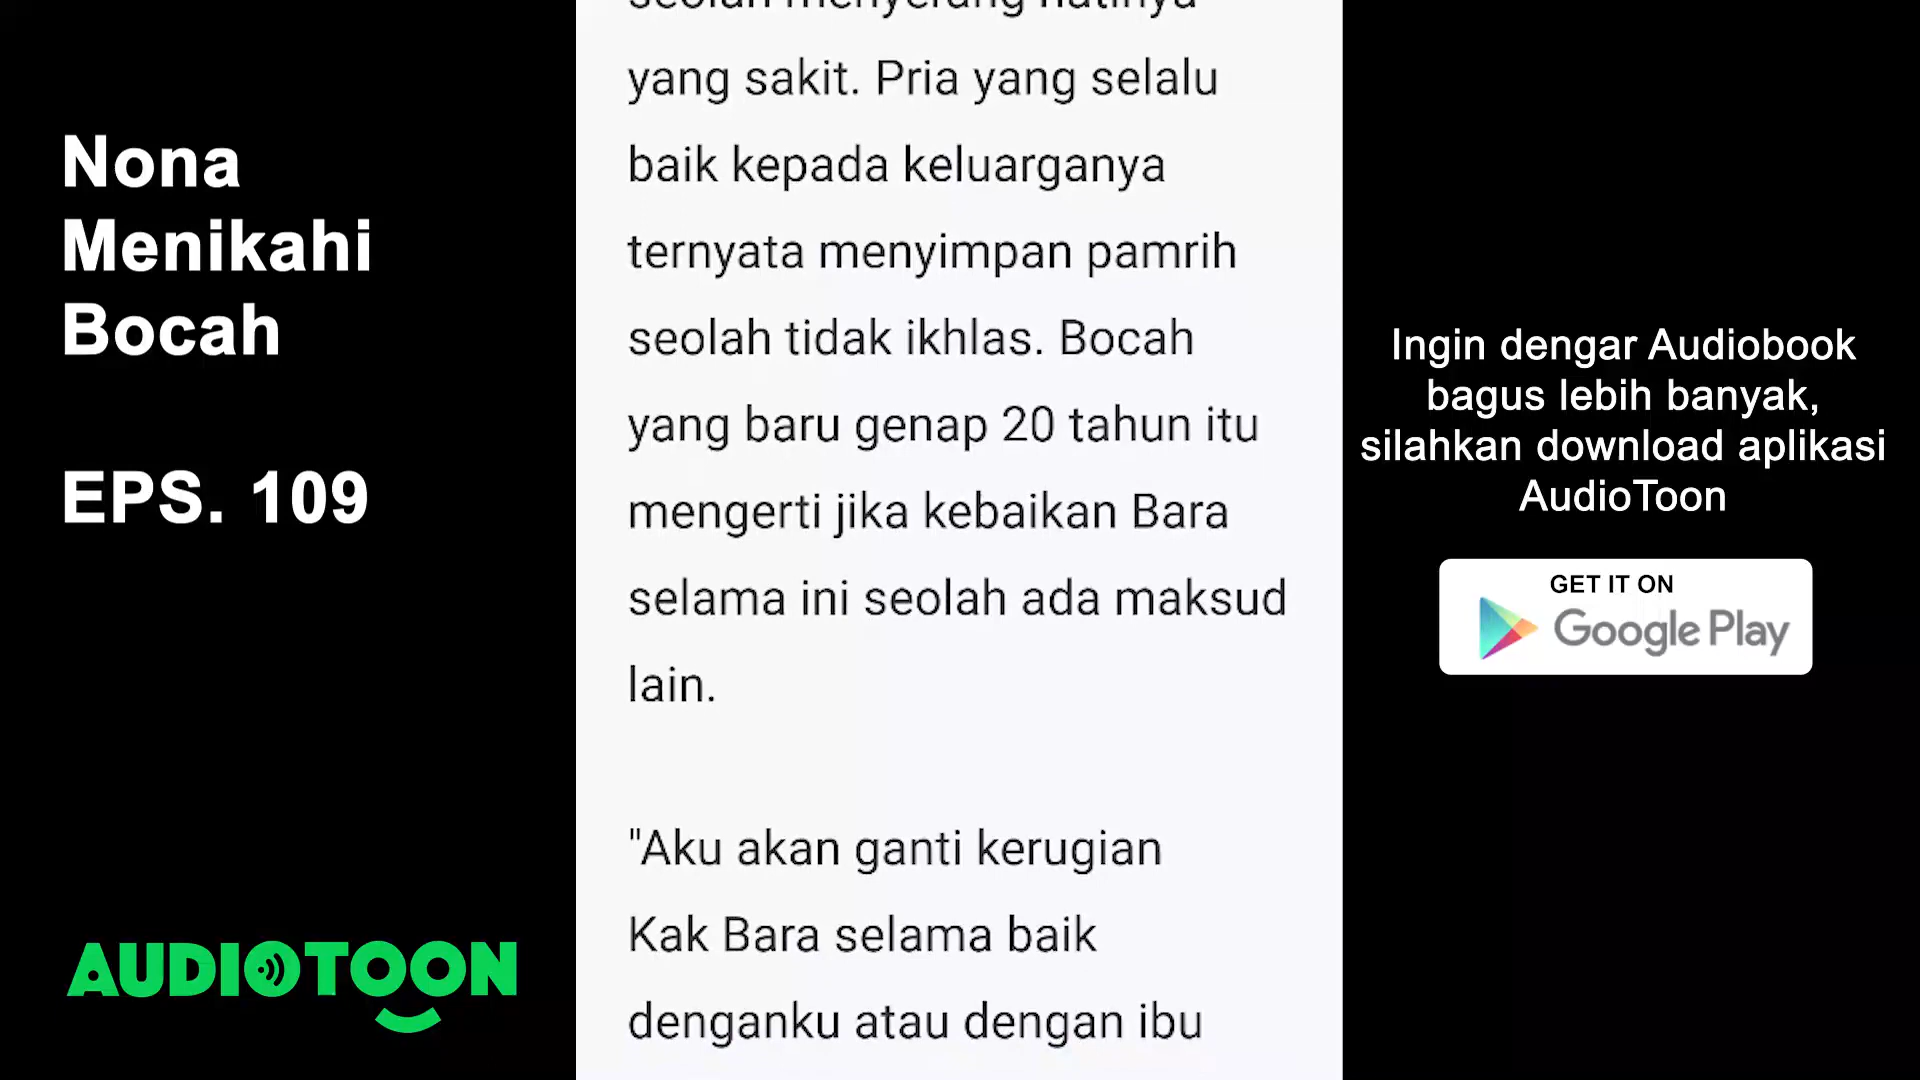 Nona
Menikahi
Bocah
EPS. 109
AUDIOTOON
seolah menyerang hatinya
yang sakit. Pria yang selalu
baik kepada keluarganya
ternyata menyimpan pamrih
seolah tidak ikhlas. Bocah
yang baru genap 20 tahun itu
mengerti jika kebaikan Bara
selama ini seolah ada maksud
lain.
"Aku akan ganti kerugian
Kak Bara selama baik
denganku atau dengan ibu
Ingin dengar Audiobook
bagus lebih banyak,
silahkan download aplikasi
AudioToon
GET IT ON
Google Play